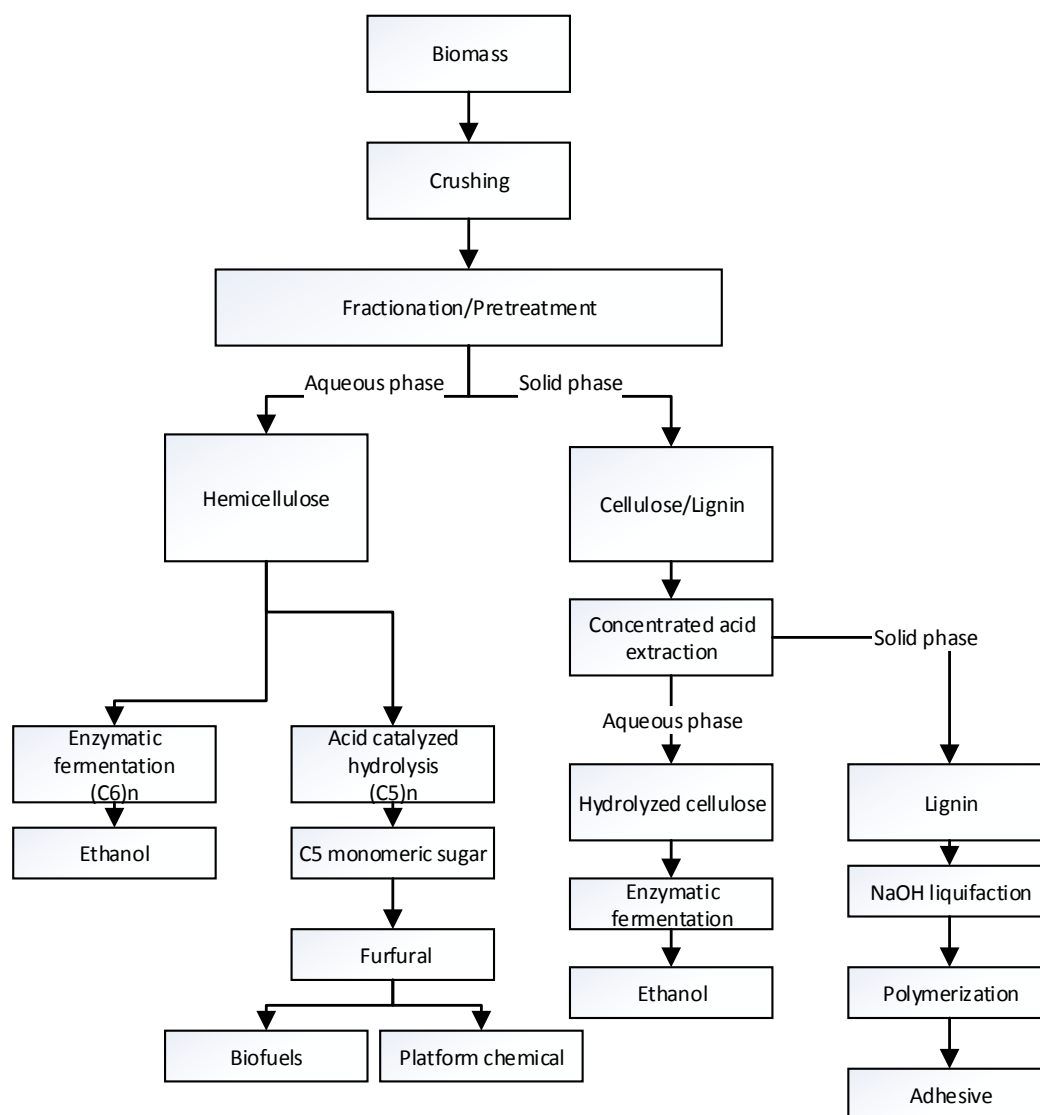 Biomass
Crushing
Fractionation/Pretreatment
Aqueous phase
Solid phase
Hemicellulose
Cellulose/Lignin
Concentrated acid
extraction
Solid phase
Aqueous phase
Enzymatic
fermentation
(C6)n
Acid catalyzed
hydrolysis
(C5)n
Hydrolyzed cellulose
Lignin
Ethanol
C5 monomeric sugar
Enzymatic
fermentation
NaOH liquifaction
Furfural
Ethanol
Polymerization
Biofuels
Platform chemical
Adhesive